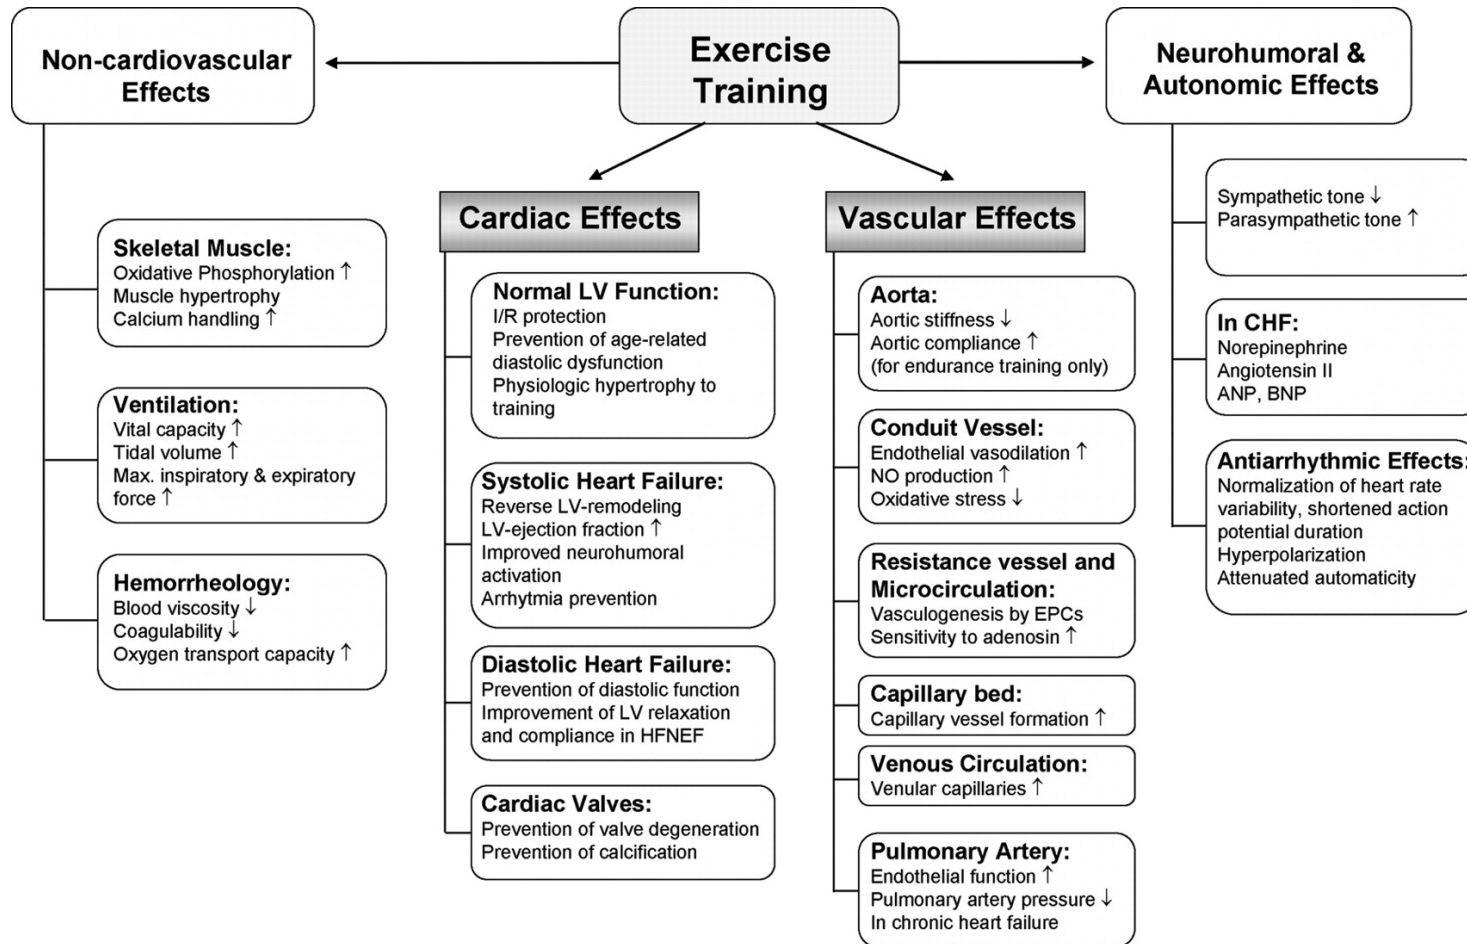 Exercise
Training
Non-cardiovascular
Effects
Skeletal Muscle:
Oxidative Phosphorylation ↑
Muscle hypertrophy
Calcium handling ↑
Ventilation:
Vital capacity ↑
Tidal volume ↑
Max. inspiratory & expiratory
force ↑
Hemorrheology:
Blood viscosity ↓
Coagulability ↓
Oxygen transport capacity ↑
Cardiac Effects
Normal LV Function:
I/R protection
Prevention of age-related
diastolic dysfunction
Physiologic hypertrophy to
training
Systolic Heart Failure:
Reverse LV-remodeling
LV-ejection fraction ↑
Improved neurohumoral
activation
Arrhytmia prevention
Diastolic Heart Failure:
Prevention of diastolic function
Improvement of LV relaxation
and compliance in HFNEF
Cardiac Valves:
Prevention of valve degeneration
Prevention of calcification
Vascular Effects
Aorta:
Aortic stiffness ↓
Aortic compliance ↑
(for endurance training only)
Conduit Vessel:
Endothelial vasodilation ↑
NO production ↑
Oxidative stress ↓
Resistance vessel and
Microcirculation:
Vasculogenesis by EPCs
Sensitivity to adenosin ↑
Capillary bed:
Capillary vessel formation ↑
Venous Circulation:
Venular capillaries ↑
Pulmonary Artery:
Endothelial function ↑
Pulmonary artery pressure ↓
In chronic heart failure
Neurohumoral &
Autonomic Effects
Sympathetic tone ↓
Parasympathetic tone ↑
In CHF:
Norepinephrine
Angiotensin II
ANP, BNP
Antiarrhythmic Effects:
Normalization of heart rate
variability, shortened action
potential duration
Hyperpolarization
Attenuated automaticity